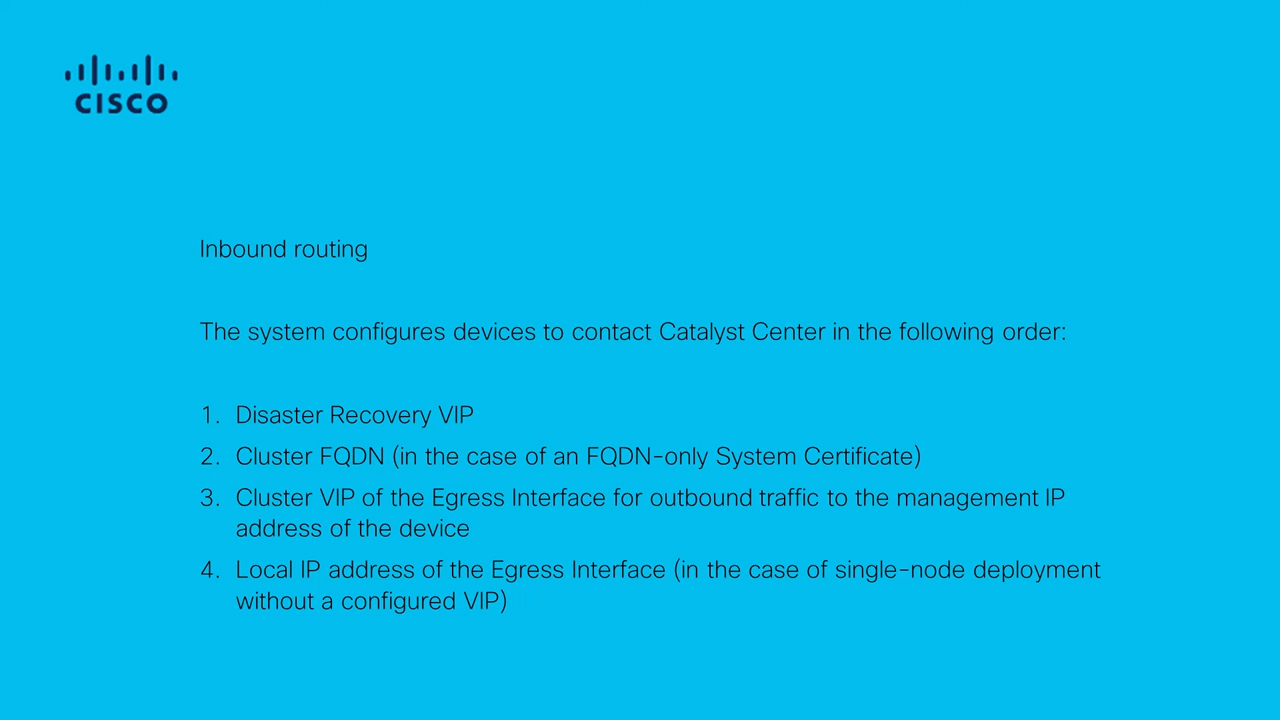 CISCO
Inbound routing
The system configures devices to contact Catalyst Center in the following order:
1. Disaster Recovery VIP
2. Cluster FQDN (in the case of an FQDN-only System Certificate)
3. Cluster VIP of the Egress Interface for outbound traffic to the management IP
address of the device
4. Local IP address of the Egress Interface (in the case of single-node deployment
without a configured VIP)